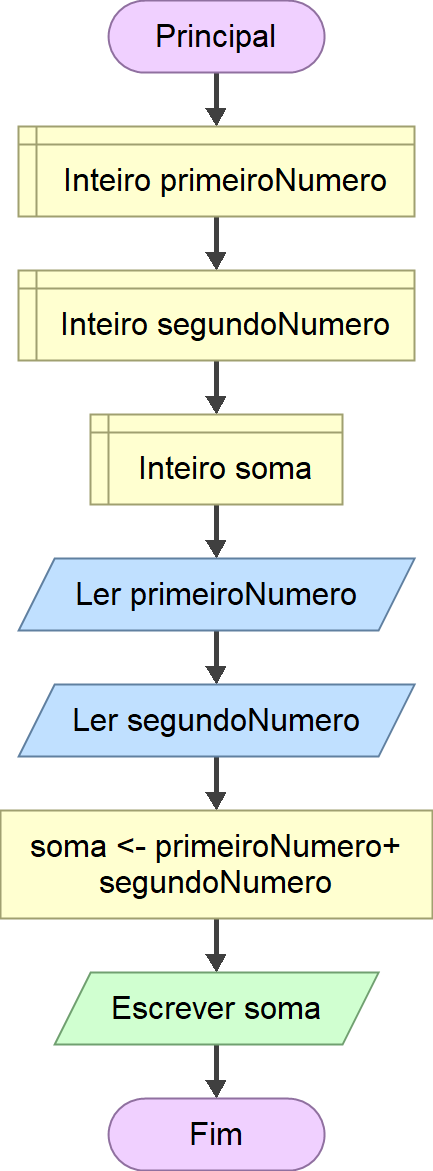 Principal
Inteiro primeiroNumero
Inteiro segundoNumero
Inteiro soma
Ler primeiroNumero
Ler segundoNumero
soma <- primeiroNumero+
segundoNumero
Escrever soma
Fim